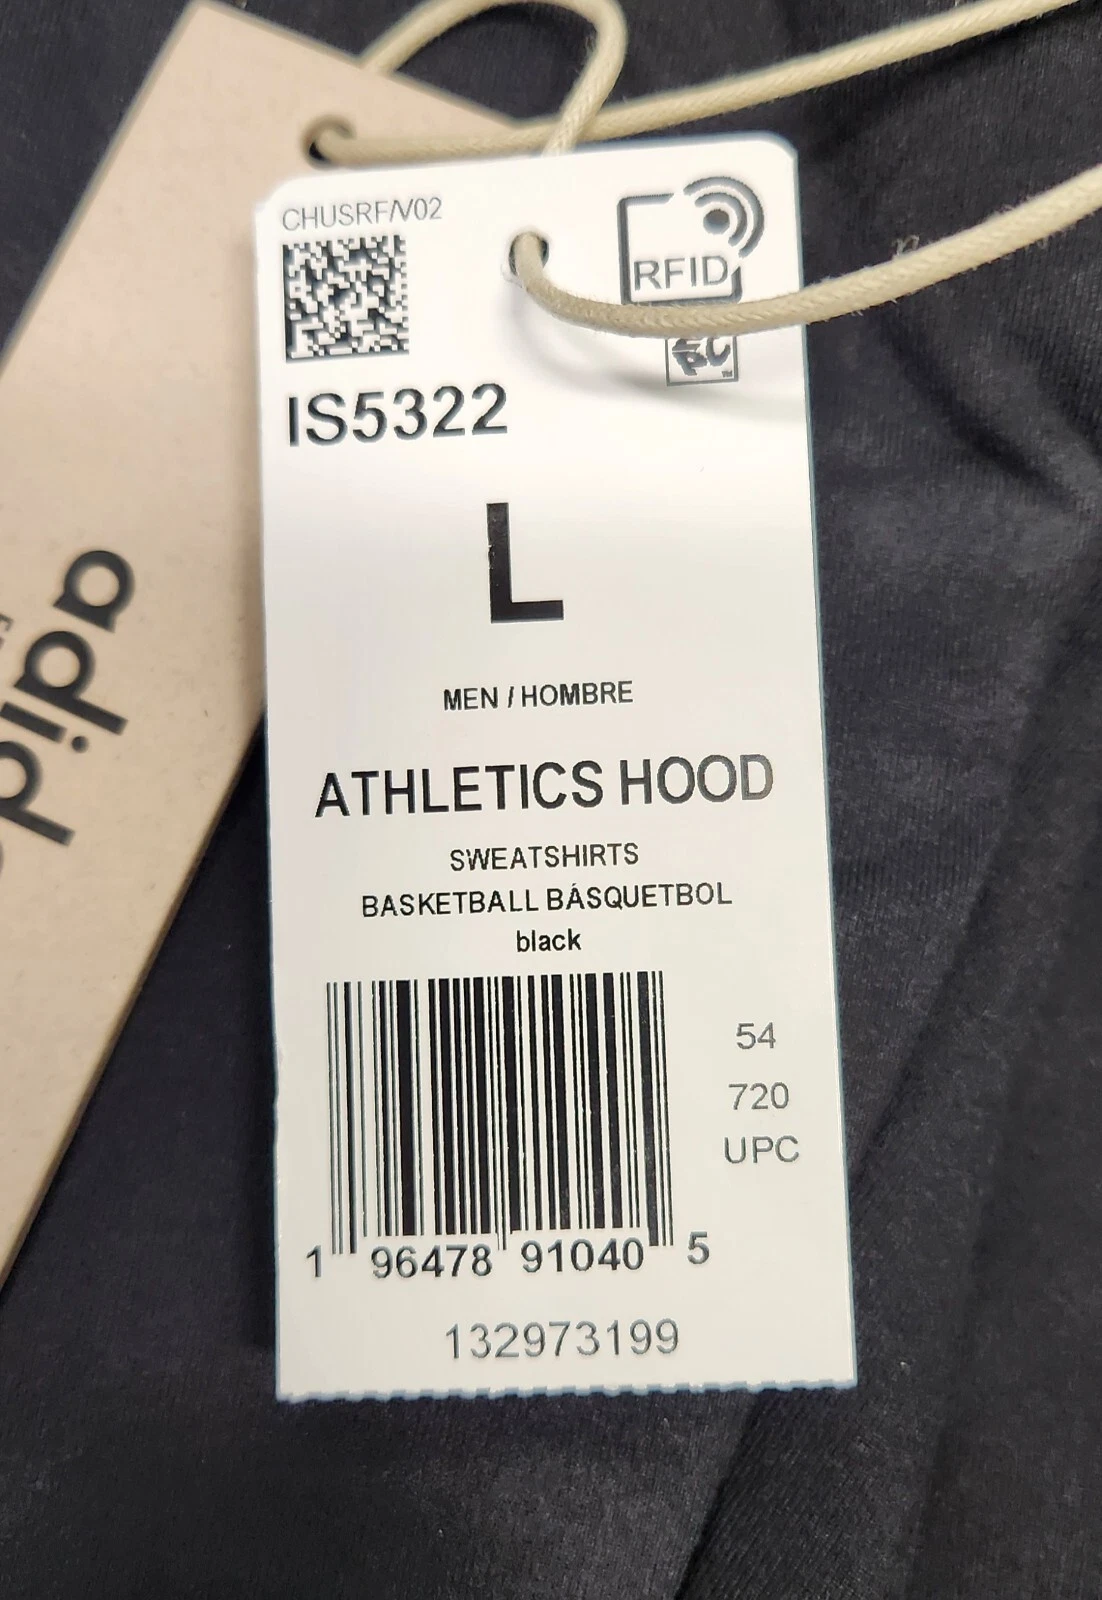 CHUSRF/V02
RFID
IS5322
L
MEN / HOMBRE
ATHLETICS HOOD
SWEATSHIRTS
BASKETBALL BÁSQUETBOL
black
54
720
UPC
1 96478 91040 5
132973199